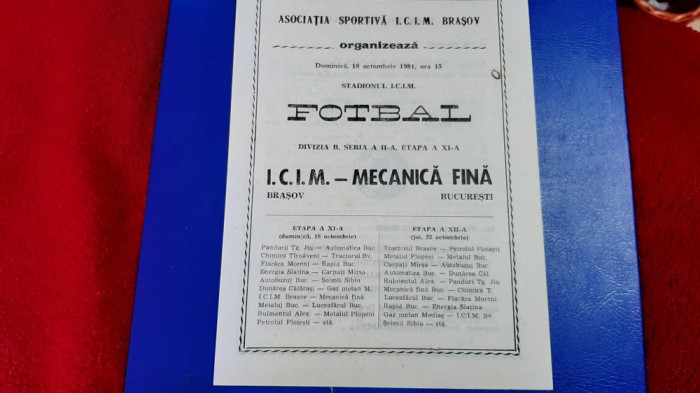 ASOCIAŢIA SPORTIVĂ I.C.I.M. BRAŞOV
organizează
Duminică, 18 octombrie 1981, ora 15
STADIONUL I.C.I.M.
FOTBAL
DIVIZIA B, SERIA A II-A, ETAPA A XI-A
I.C.I.M. — MECANICĂ FINĂ
BRAŞOV BUCUREŞTI
ETAPA A XI-A
(duminică, 18 octombrie)
Pandurii Tg. Jiu — Automatica Buc
Chimica Tîrnăveni — Tractorul Bv.
Flacăra Moreni — Rapid Buc
Energia Slatina — Carpaţi Mîrşa
Autobuzul Buc — Şoimii Sibiu
Dunărea Călăraşi — Gaz metan M.
I.C.I.M. Braşov — Mecanică fină
Metalul Buc — Luceafărul Buc.
Rulmentul Alex. — Metalul Plopeni
Petrolul Ploieşti — stă.
ETAPA A XII-A
(joi, 22 octombrie)
Tractorul Braşov — Petrolul Ploieşti
Metalul Plopeni — Metalul Buc.
Carpaţi Mîrşa — Autobuzul Buc
Automatica Buc — Dunărea Căl.
Rulmentul Alex. — Pandurii Tg. Jiu
Mecanică fină Buc. — Chimica T.
Luceafărul Buc. — Flacăra Moreni
Rapid Buc — Energia Slatina
Gaz metan Mediaş — I.C.I.M. Bv.
Şoimii Sibiu — stă.